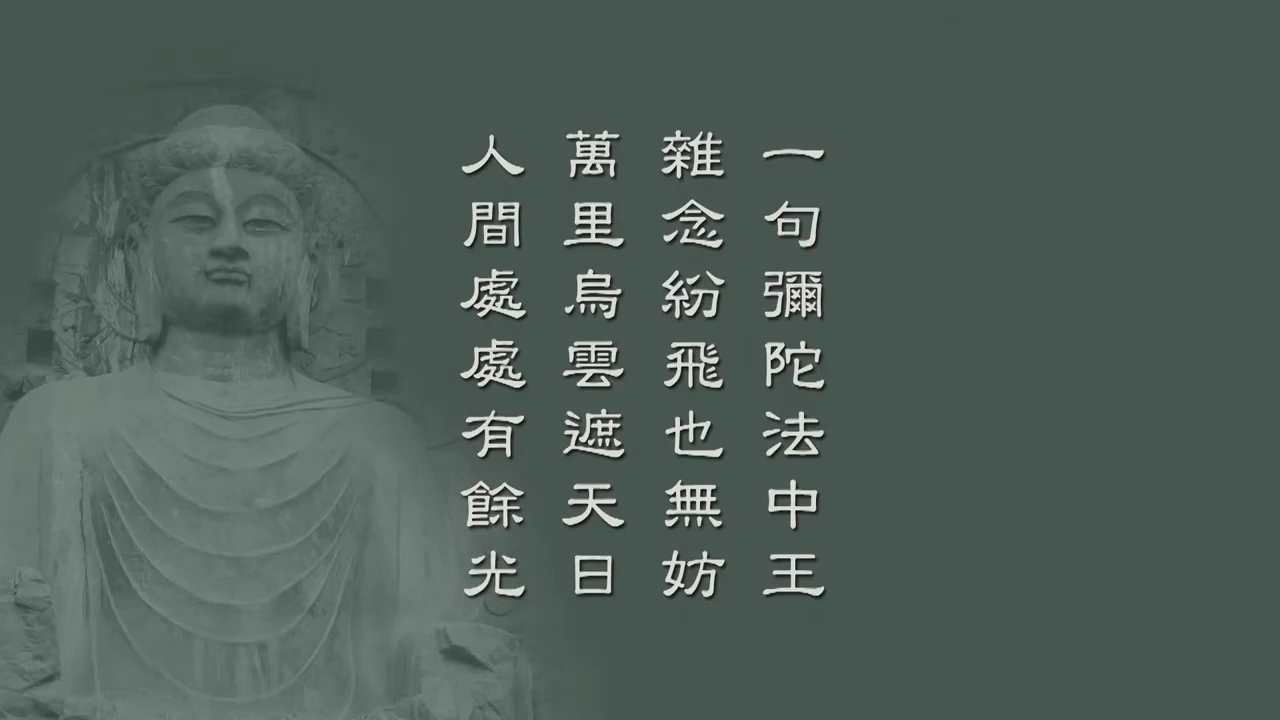 一句彌陀法中王
雜念紛飛也無妨
萬里烏雲遮天日
人間處處有餘光